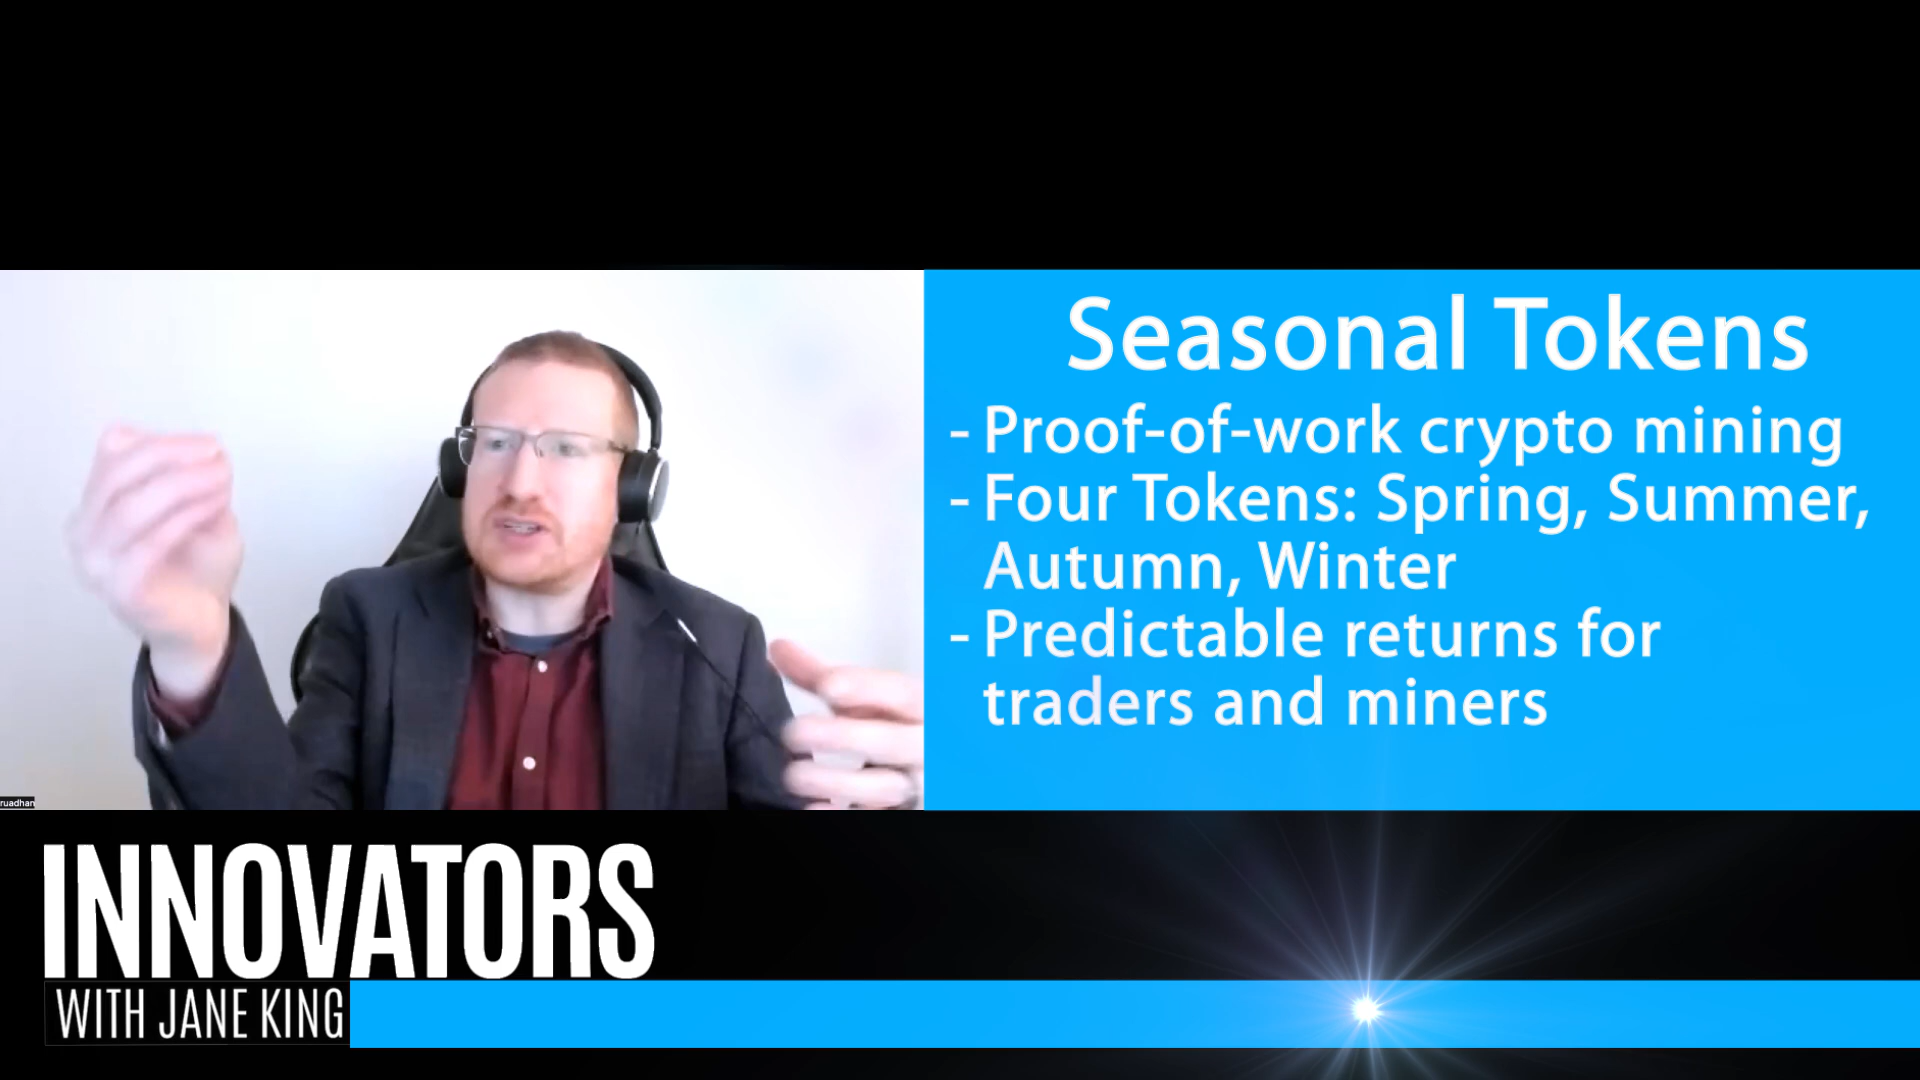 Seasonal Tokens
- Proof-of-work crypto mining
- Four Tokens: Spring, Summer,
Autumn, Winter
- Predictable returns for
traders and miners
ruadhan
INNOVATORS
WITH JANE KING